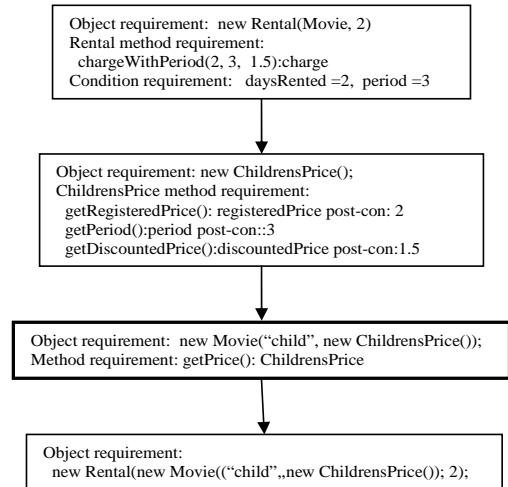 Object requirement:  new Rental(Movie, 2)
Rental method requirement:
chargeWithPeriod(2, 3,  1.5):charge
Condition requirement:   daysRented =2,  period =3
Object requirement: new ChildrensPrice();
ChildrensPrice method requirement:
getRegisteredPrice(): registeredPrice post-con: 2
getPeriod():period post-con::3
getDiscountedPrice():discountedPrice post-con:1.5
Object requirement:  new Movie(“child”, new ChildrensPrice());
Method requirement: getPrice(): ChildrensPrice
Object requirement:
new Rental(new Movie((“child”,,new ChildrensPrice()); 2);